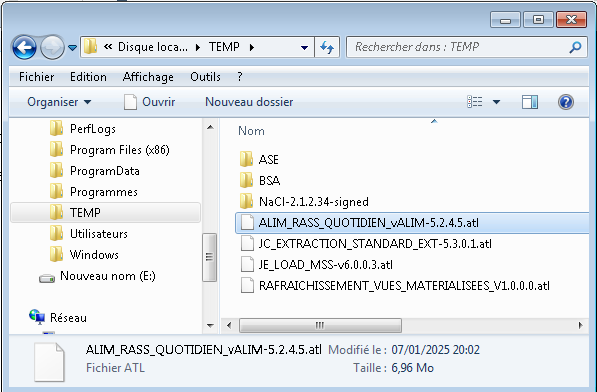 « Disque loca... ▸ TEMP ▸
Rechercher dans : TEMP
Fichier Edition Affichage Outils ?
Organiser Ouvrir Nouveau dossier
PerfLogs
Program Files (x86)
ProgramData
Programmes
TEMP
Utilisateurs
Windows
Nouveau nom (E:)
Réseau
Nom
ASE
BSA
NaCl-2.1.2.34-signed
ALIM_RASS_QUOTIDIEN_vALIM-5.2.4.5.atl
JC_EXTRACTION_STANDARD_EXT-5.3.0.1.atl
JE_LOAD_MSS-v6.0.0.3.atl
RAFRAICHISSEMENT_VUES_MATERIALISEES_V1.0.0.0.atl
ALIM_RASS_QUOTIDIEN_vALIM-5.2.4.5.atl Modifié le : 07/01/2025 20:02
Fichier ATL Taille : 6,96 Mo